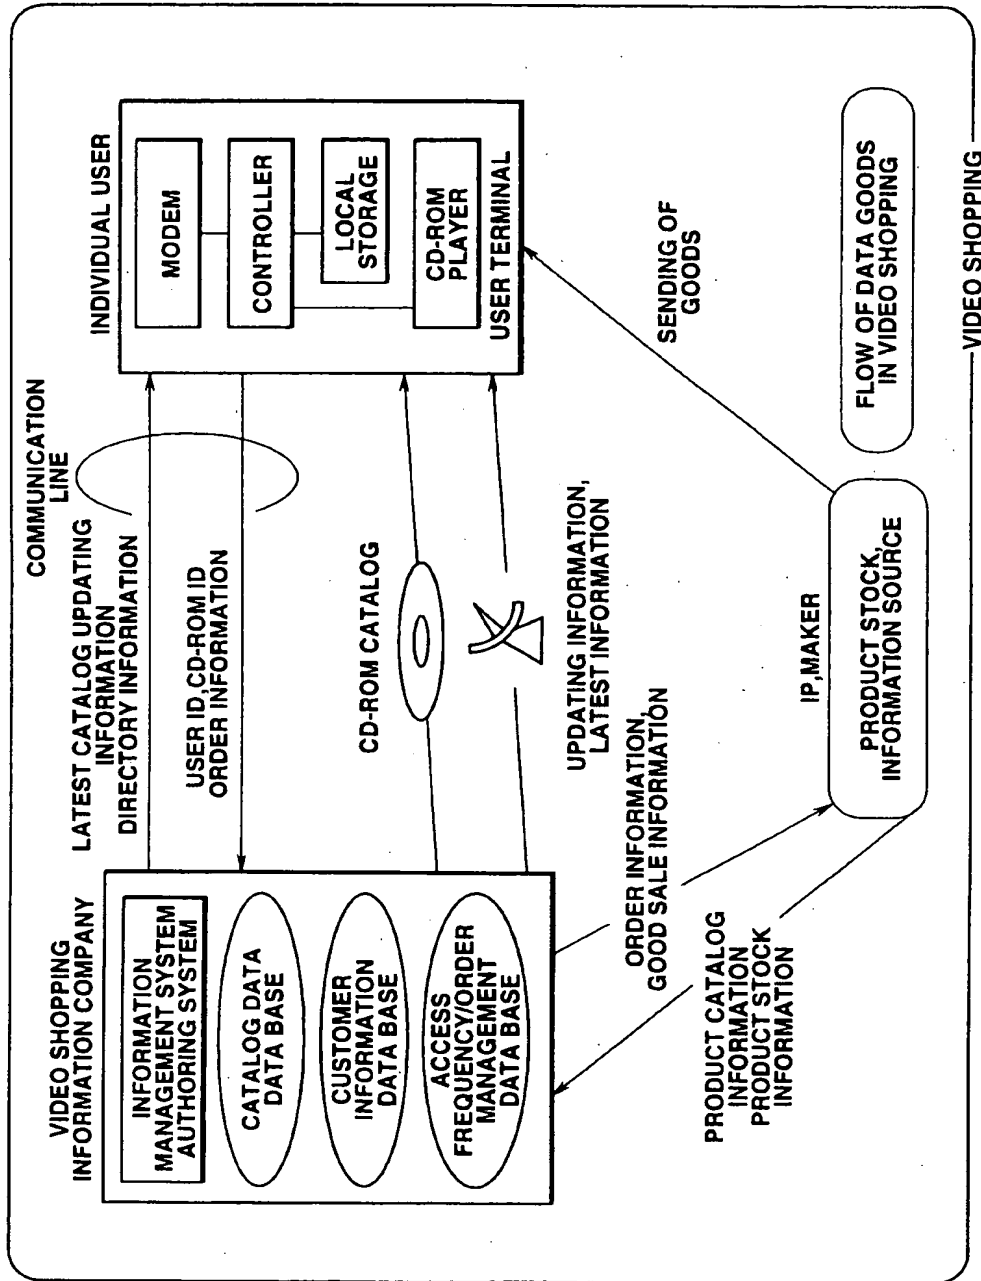 VIDEO SHOPPING
INFORMATION COMPANY
INFORMATION
MANAGEMENT SYSTEM
AUTHORING SYSTEM
CATALOG DATA
DATA BASE
CUSTOMER
INFORMATION
DATA BASE
ACCESS
FREQUENCY/ORDER
MANAGEMENT
DATA BASE
COMMUNICATION
LINE
LATEST CATALOG UPDATING
INFORMATION
DIRECTORY INFORMATION
USER ID,CD-ROM ID
ORDER INFORMATION
CD-ROM CATALOG
UPDATING INFORMATION,
LATEST INFORMATION
INDIVIDUAL USER
MODEM
CONTROLLER
LOCAL
STORAGE
CD-ROM
PLAYER
USER TERMINAL
ORDER INFORMATION,
GOOD SALE INFORMATION
PRODUCT CATALOG
INFORMATION
PRODUCT STOCK
INFORMATION
IP,MAKER
PRODUCT STOCK,
INFORMATION SOURCE
SENDING OF
GOODS
FLOW OF DATA GOODS
IN VIDEO SHOPPING
VIDEO SHOPPING